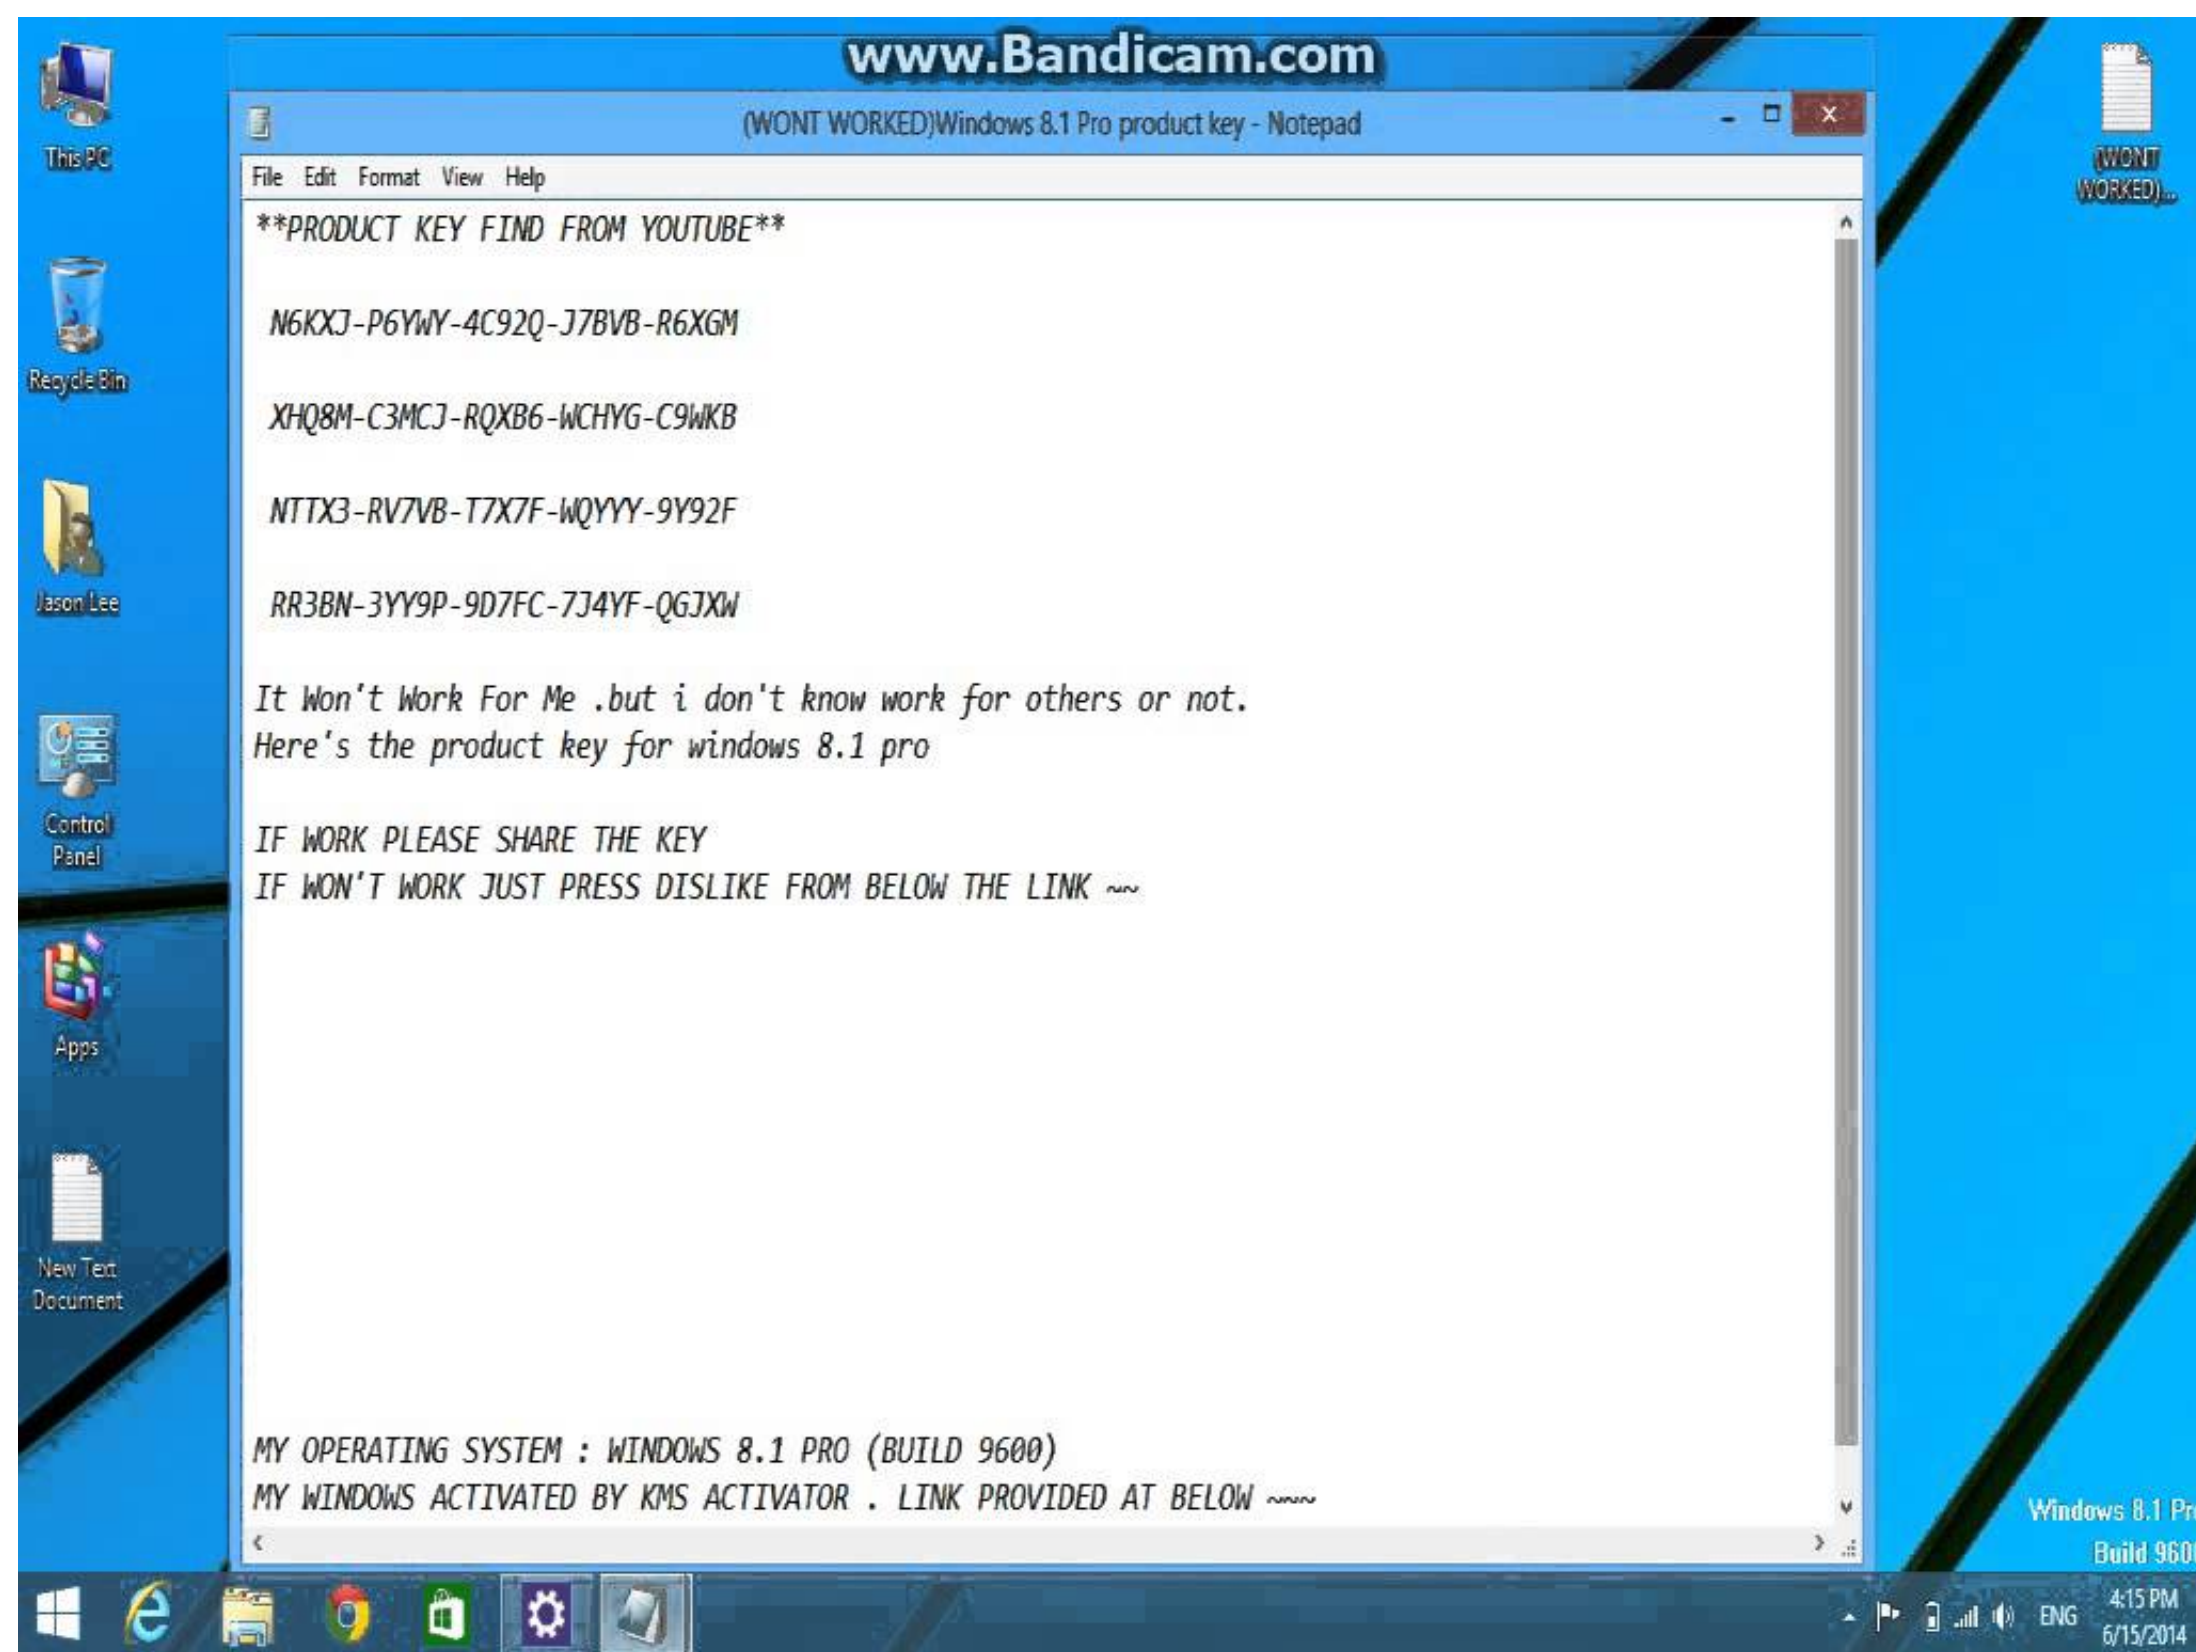 www.Bandicam.com
(WONT WORKED)Windows 8.1 Pro product key - Notepad
File Edit Format View Help
**PRODUCT KEY FIND FROM YOUTUBE**
N6KXJ-P6YWY-4C92Q-J7BVB-R6XGM
XHQ8M-C3MCJ-RQXB6-WCHYG-C9WKB
NTTX3-RV7VB-T7X7F-WQYYY-9Y92F
RR3BN-3YY9P-9D7FC-7J4YF-QGJXW
It Won't Work For Me .but i don't know work for others or not.
Here's the product key for windows 8.1 pro
IF WORK PLEASE SHARE THE KEY
IF WON'T WORK JUST PRESS DISLIKE FROM BELOW THE LINK ~~
MY OPERATING SYSTEM : WINDOWS 8.1 PRO (BUILD 9600)
MY WINDOWS ACTIVATED BY KMS ACTIVATOR . LINK PROVIDED AT BELOW ~~~
This PC
Recycle Bin
Jason Lee
Control
Panel
Apps
New Text
Document
(WONT
WORKED)...
Windows 8.1 Pro
Build 9600
ENG
4:15 PM
6/15/2014